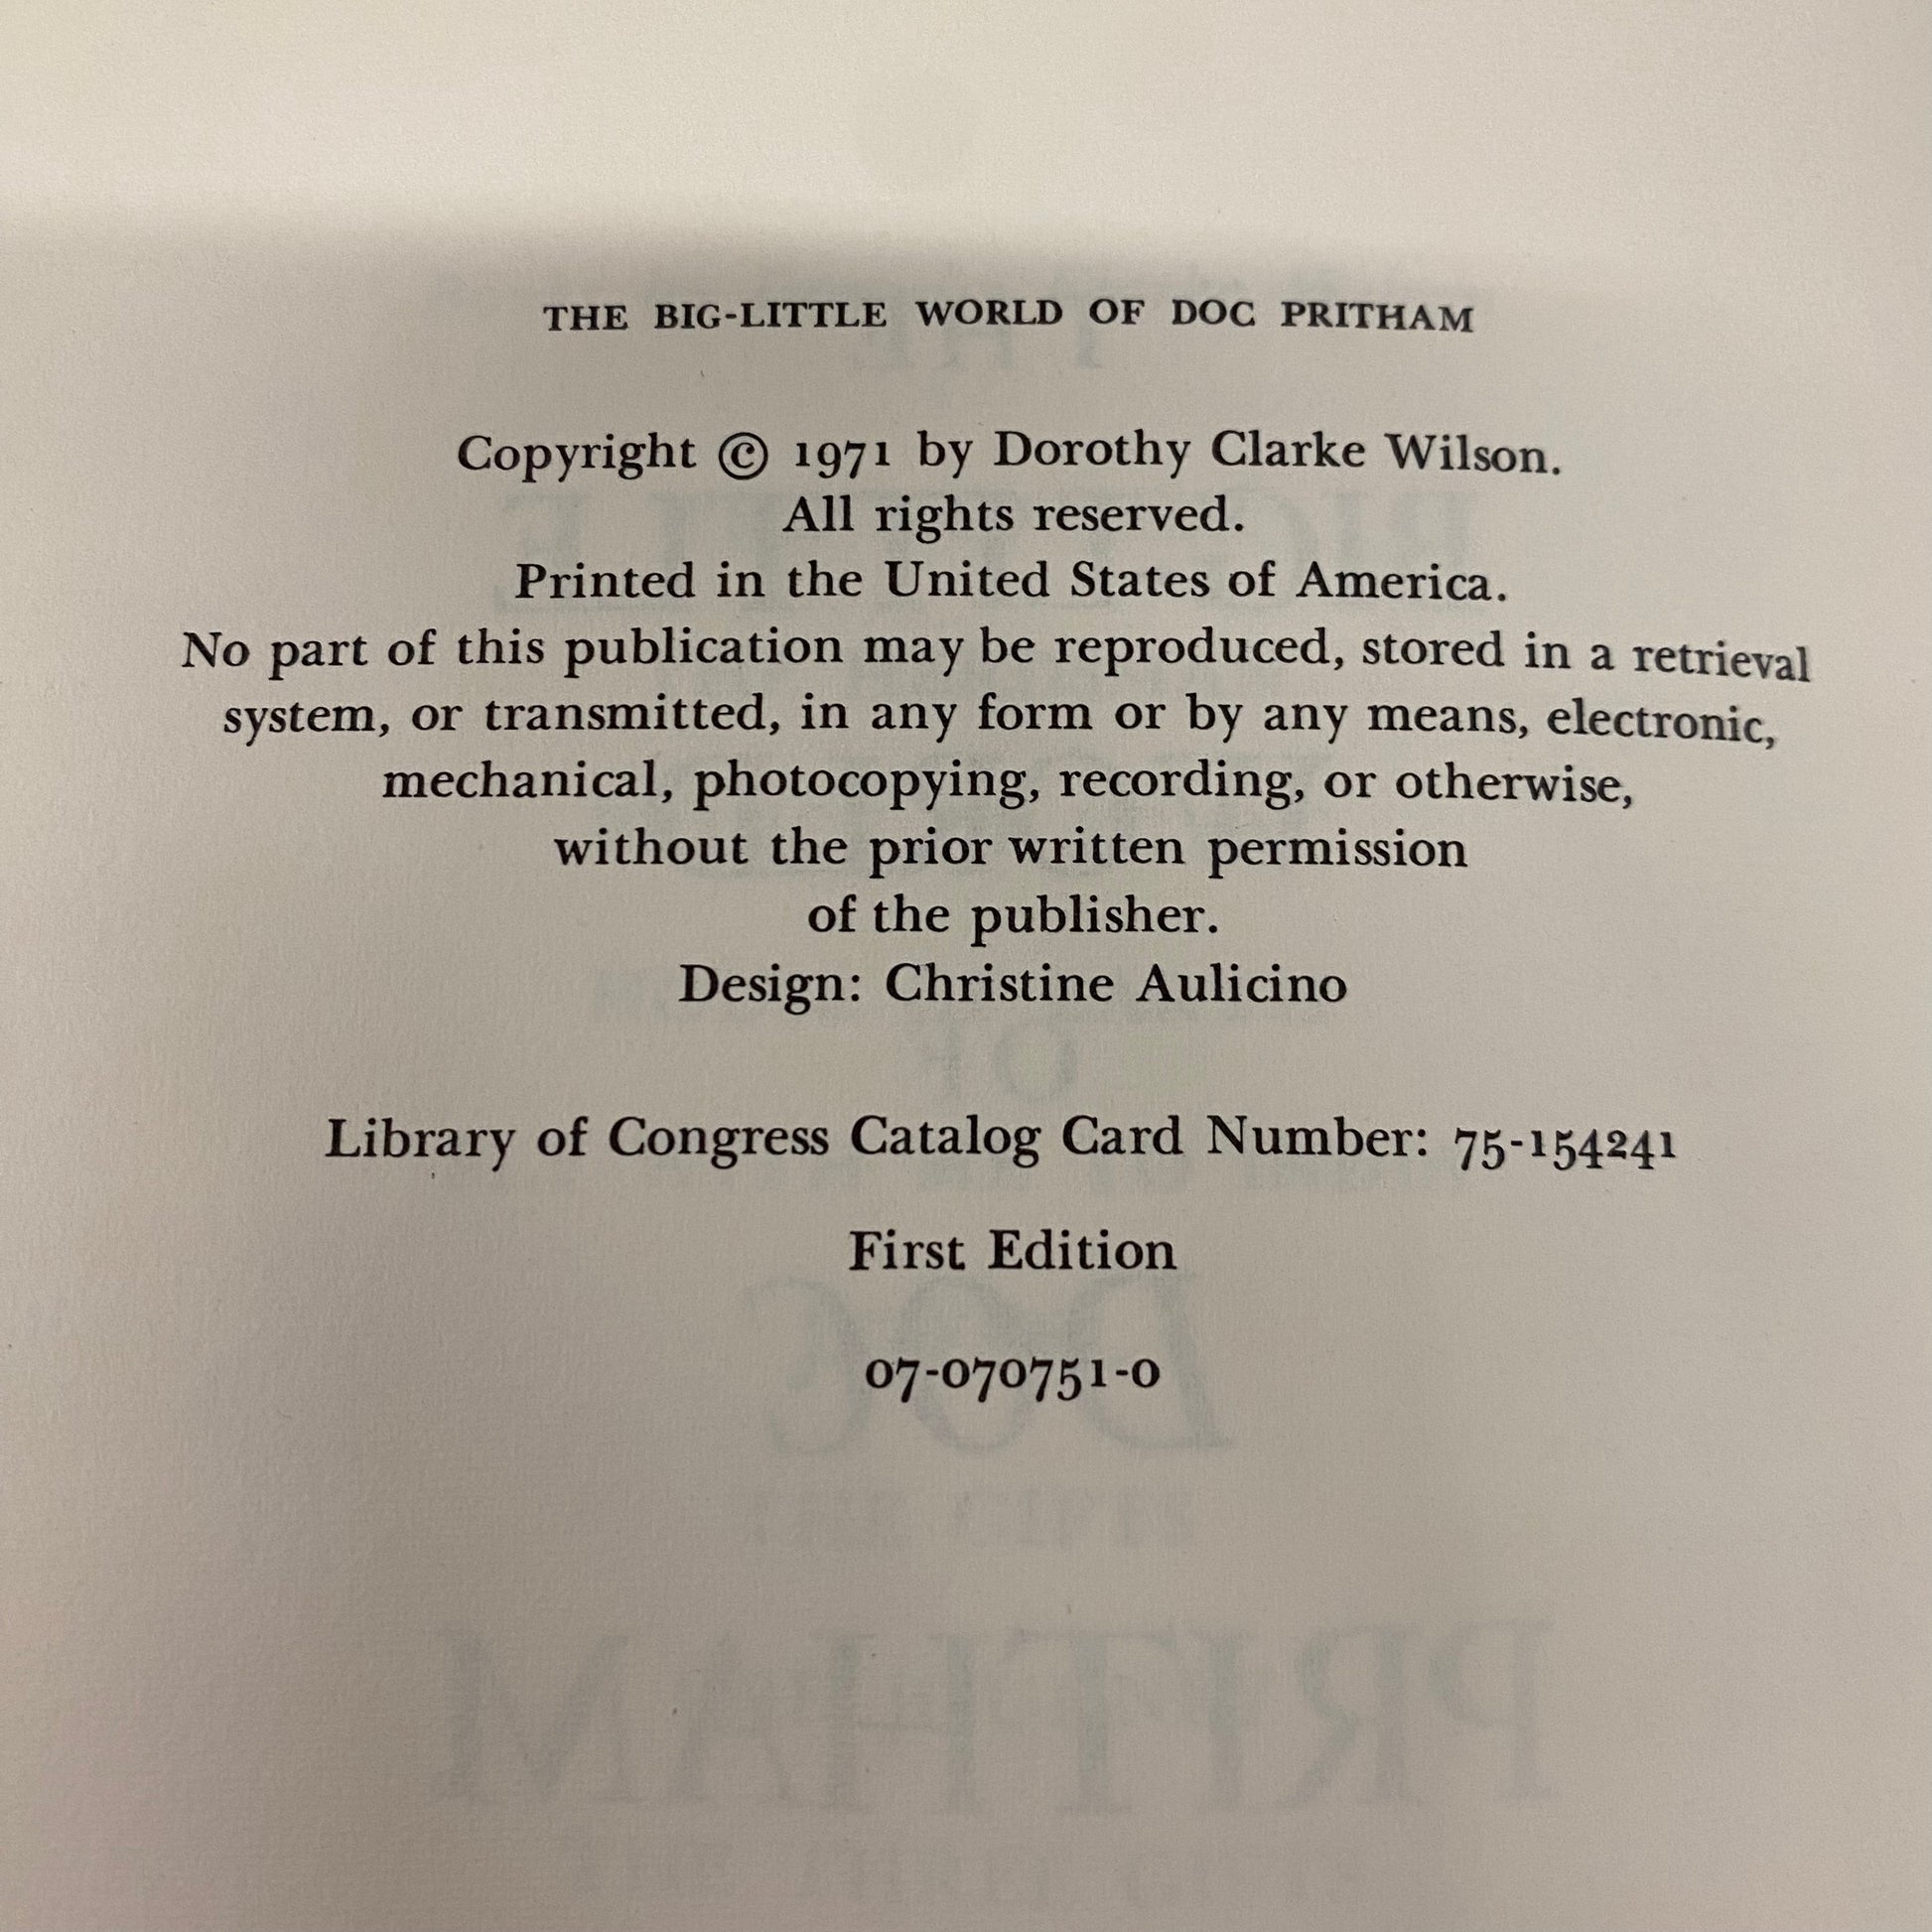 THE BIG-LITTLE WORLD OF DOC PRITHAM
Copyright © 1971 by Dorothy Clarke Wilson.
All rights reserved.
Printed in the United States of America.
No part of this publication may be reproduced, stored in a retrieval
system, or transmitted, in any form or by any means, electronic,
mechanical, photocopying, recording, or otherwise,
without the prior written permission
of the publisher.
Design: Christine Aulicino
Library of Congress Catalog Card Number: 75-154241
First Edition
07-070751-0